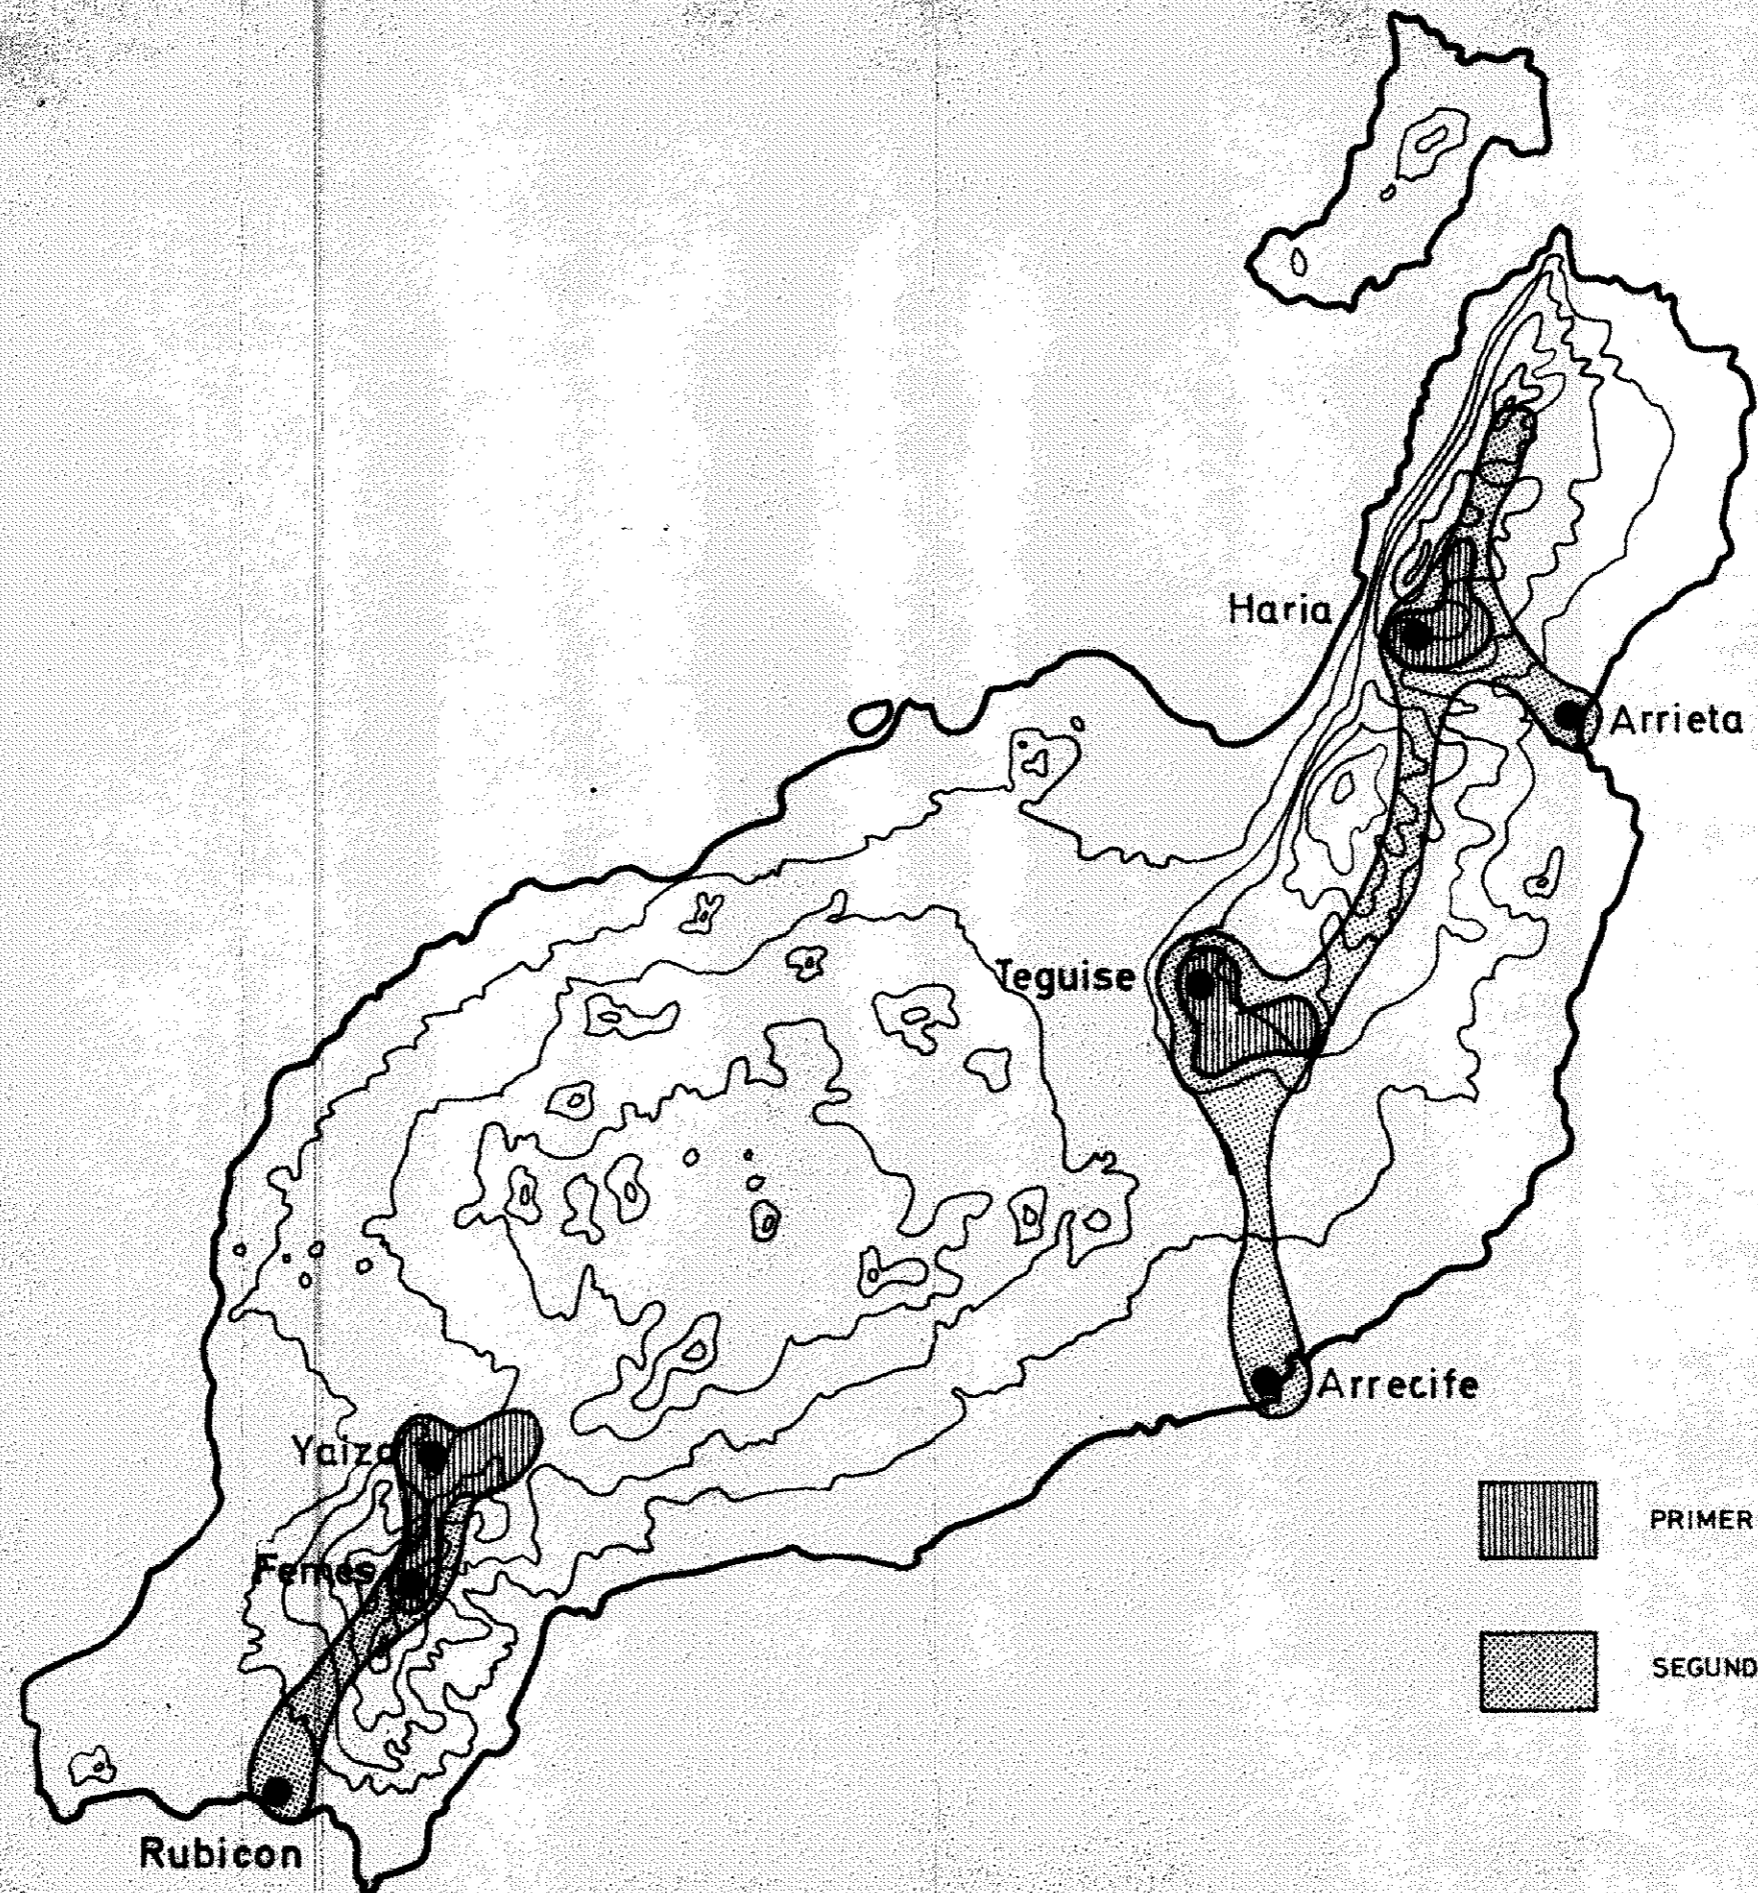 Haria
Arrieta
Teguise
Arrecife
Yaiza
PRIMER
Femes
SEGUND
Rubicon